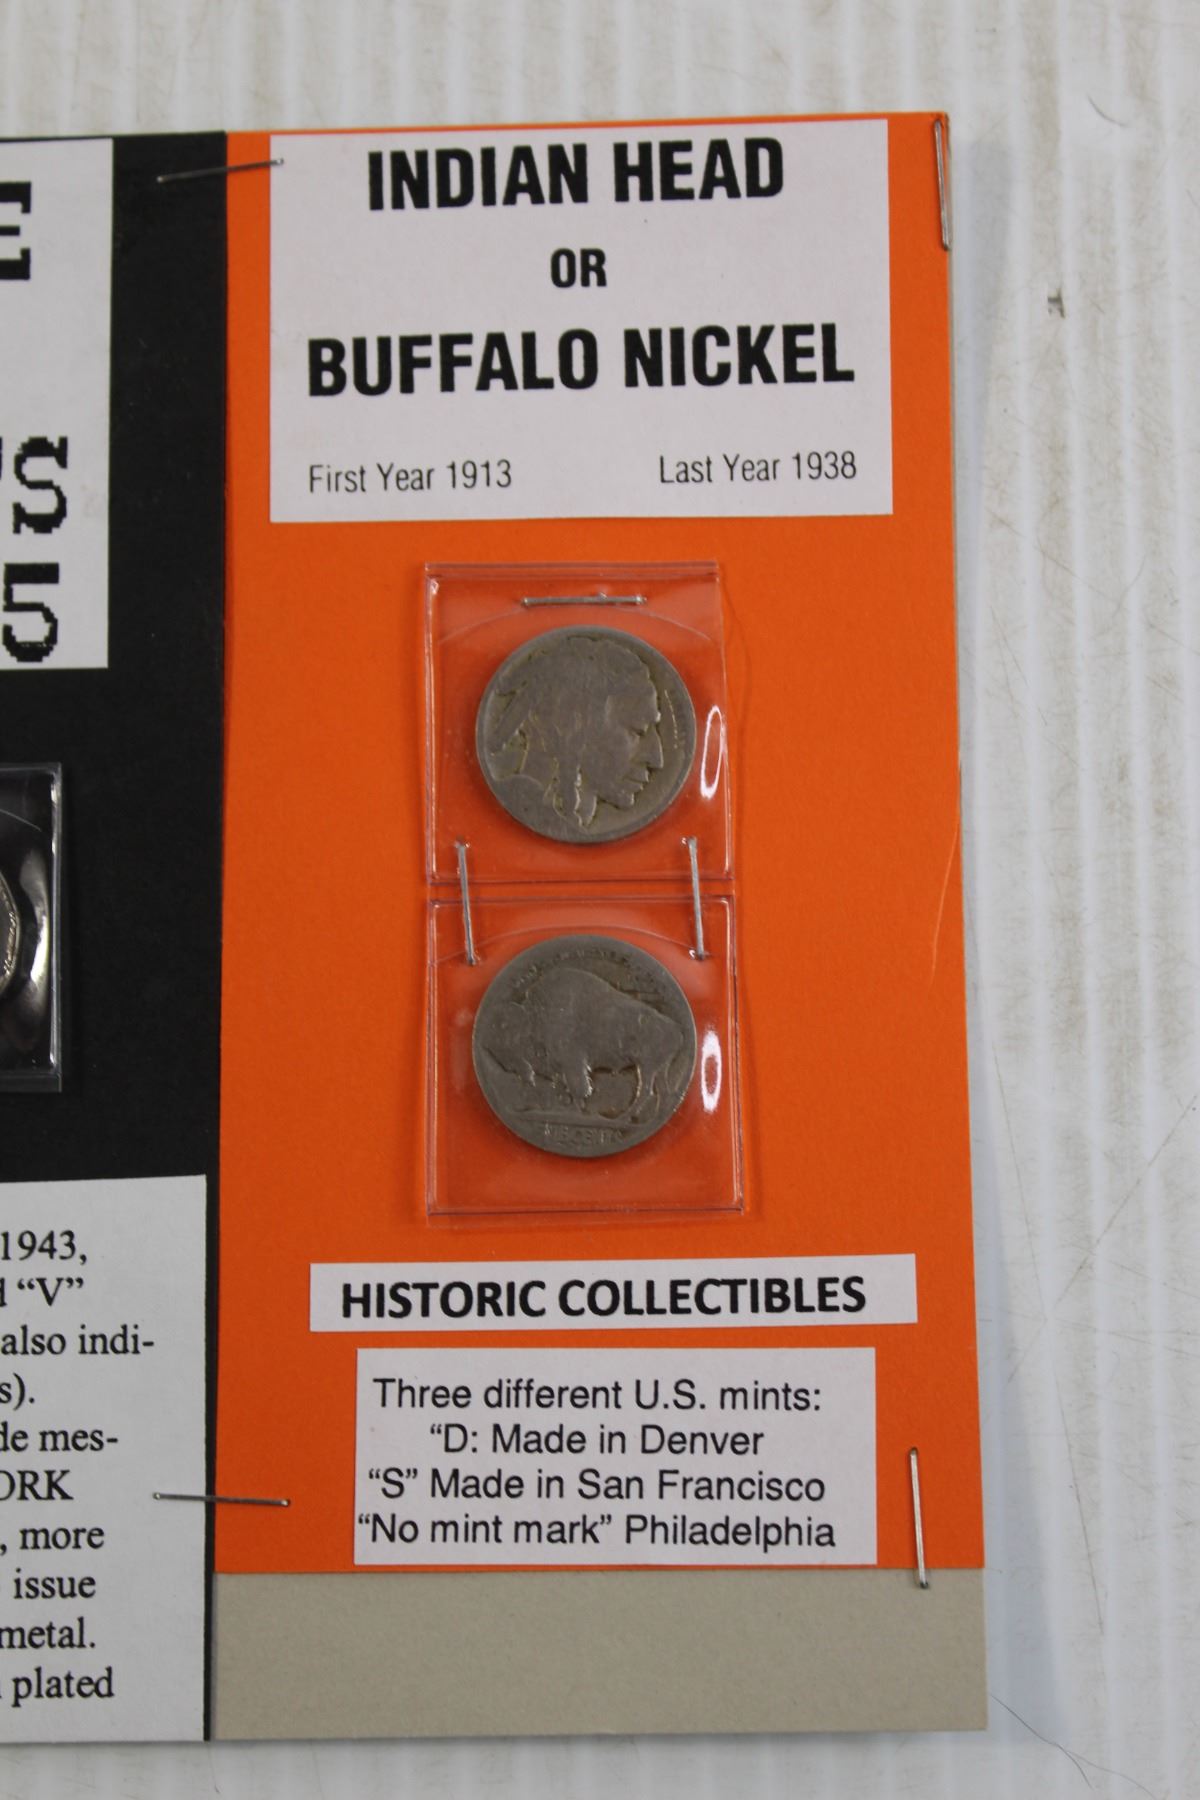 E
S
5
1943,
"V"
also indi-
s).
de mes-
ORK
, more
issue
metal.
plated
INDIAN HEAD
OR
BUFFALO NICKEL
First Year 1913 Last Year 1938
HISTORIC COLLECTIBLES
Three different U.S. mints:
"D: Made in Denver
"S" Made in San Francisco
"No mint mark" Philadelphia